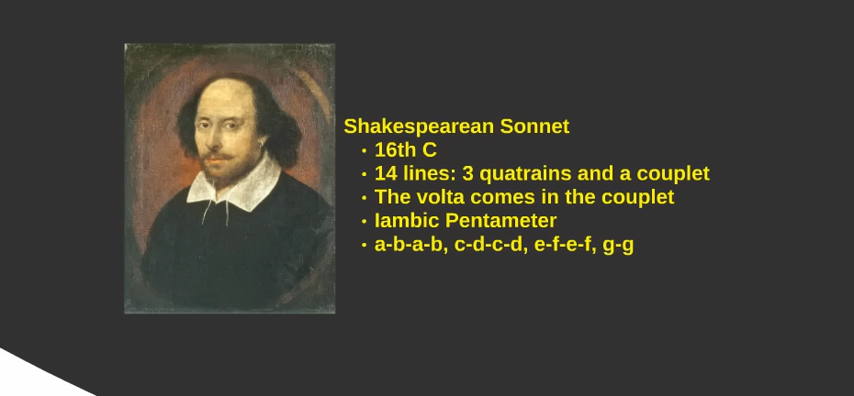 Shakespearean Sonnet
• 16th C
• 14 lines: 3 quatrains and a couplet
• The volta comes in the couplet
• Iambic Pentameter
• a-b-a-b, c-d-c-d, e-f-e-f, g-g